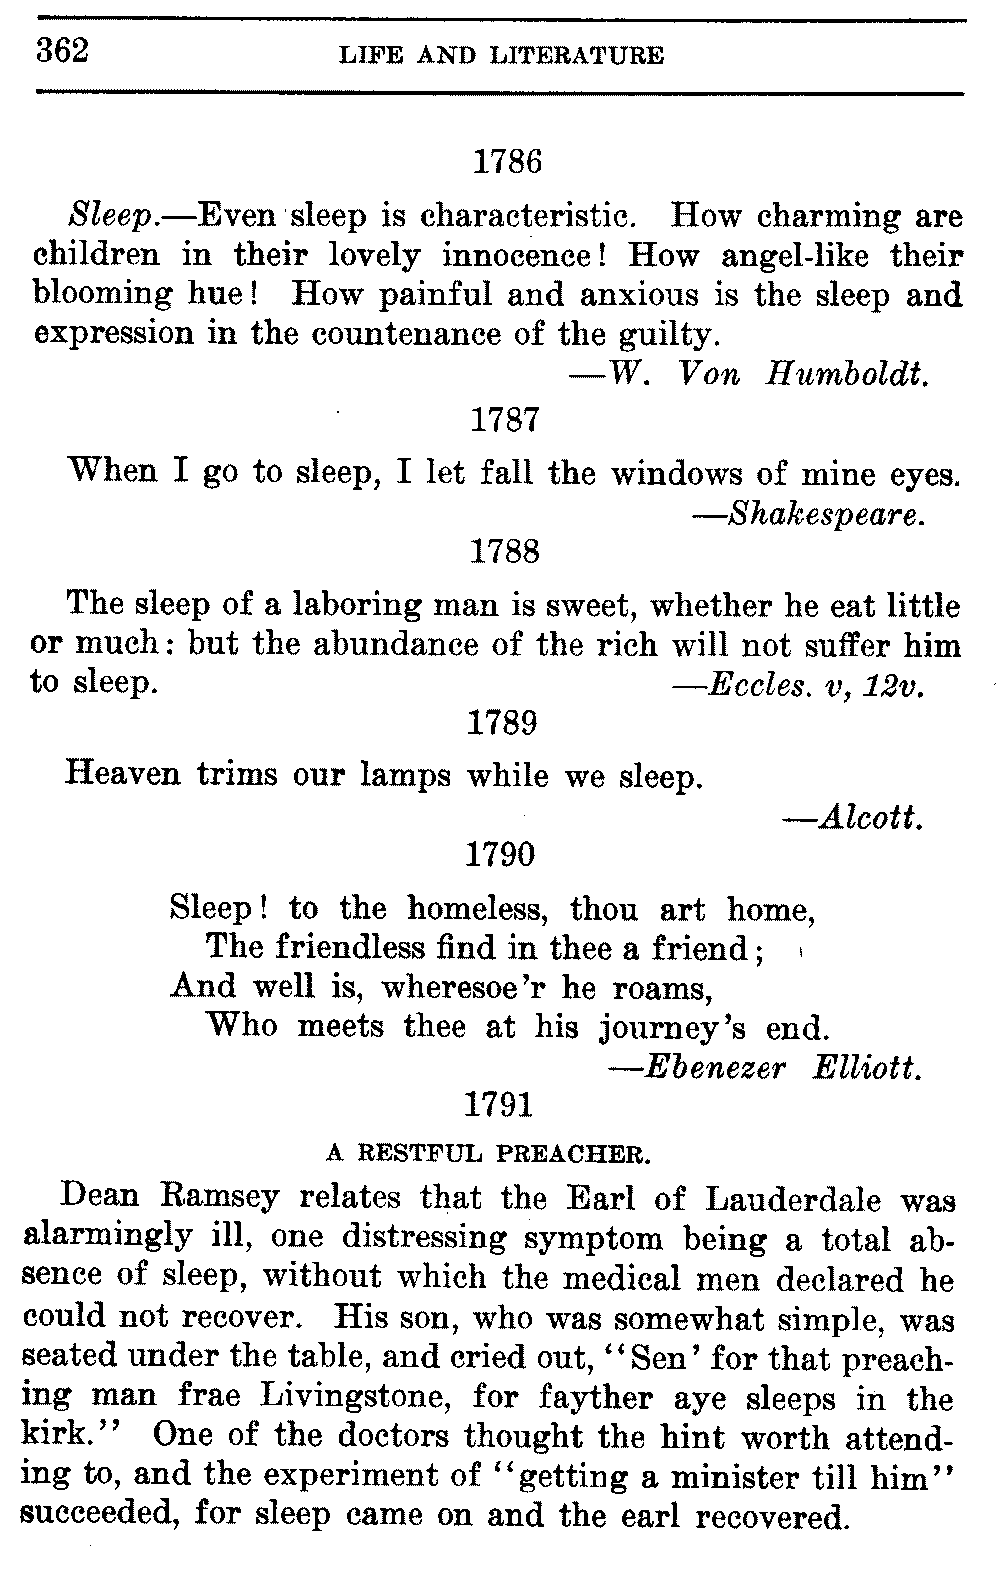 362 LIFE AND LITERATURE
1786
Sleep.—Even sleep is characteristic. How charming are
children in their lovely innocence! How angel-like their
blooming hue! How painful and anxious is the sleep and
expression in the countenance of the guilty.
—W. Von Humboldt.
1787
When I go to sleep, I let fall the windows of mine eyes.
—Shakespeare.
1788
The sleep of a laboring man is sweet, whether he eat little
or much: but the abundance of the rich will not suffer him
to sleep. —Eccles. v, 12v.
1789
Heaven trims our lamps while we sleep.
—Alcott.
1790
Sleep! to the homeless, thou art home,
The friendless find in thee a friend;
And well is, wheresoe'r he roams,
Who meets thee at his journey's end.
—Ebenezer Elliott.
1791
A RESTFUL PREACHER.
Dean Ramsey relates that the Earl of Lauderdale was
alarmingly ill, one distressing symptom being a total ab-
sence of sleep, without which the medical men declared he
could not recover. His son, who was somewhat simple, was
seated under the table, and cried out, "Sen' for that preach-
ing man frae Livingstone, for fayther aye sleeps in the
kirk." One of the doctors thought the hint worth attend-
ing to, and the experiment of "getting a minister till him"
succeeded, for sleep came on and the earl recovered.